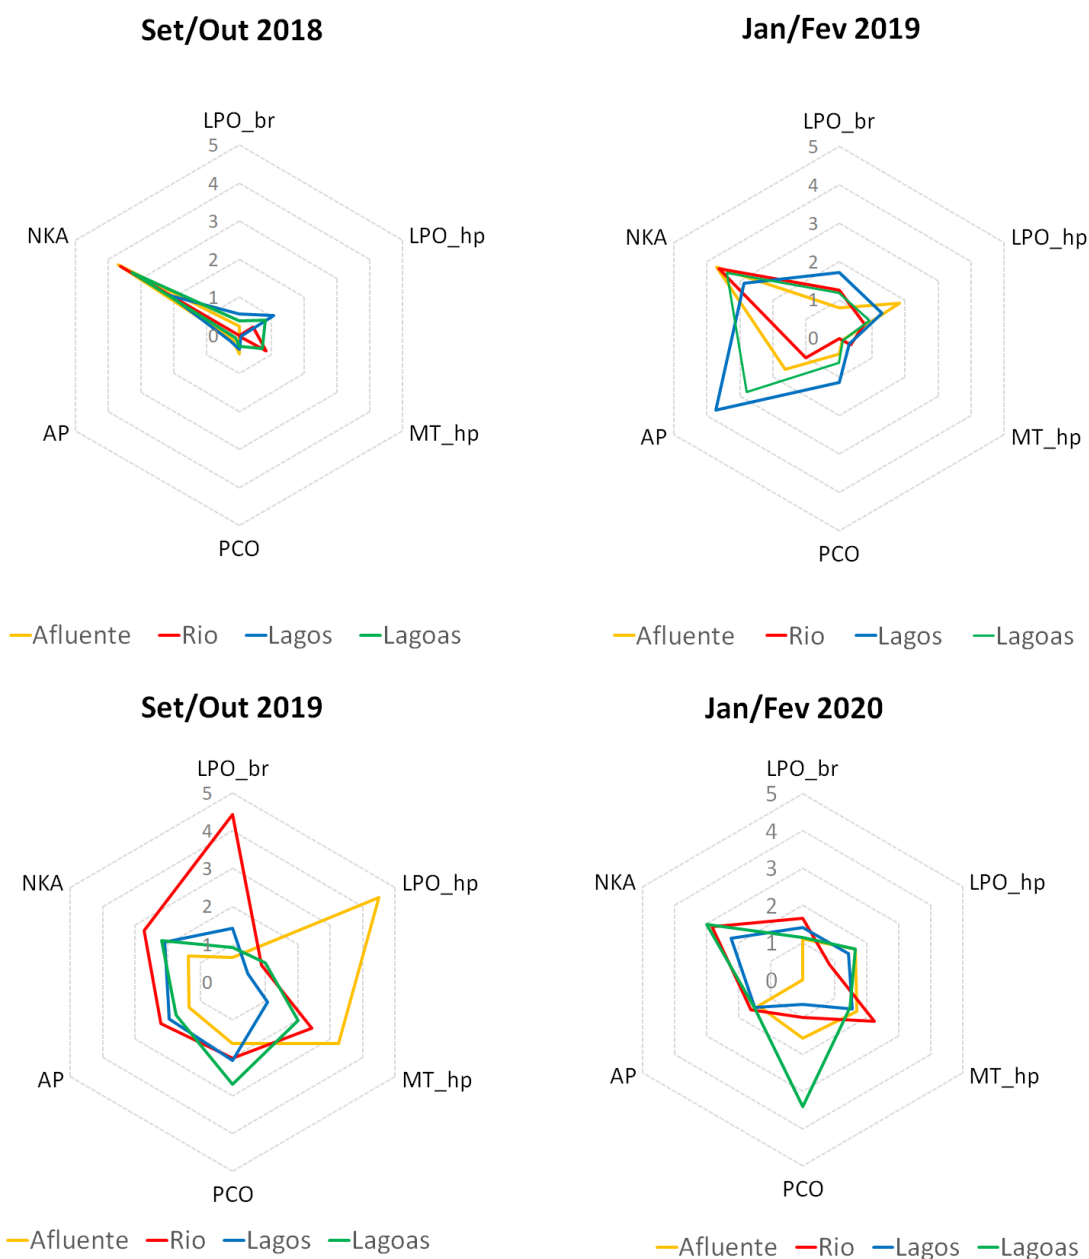 Set/Out 2018
LPO_br
5
4
3
2
1
0
LPO_hp
MT_hp
PCO
AP
NKA
Afluente Rio Lagos Lagoas
Jan/Fev 2019
LPO_br
5
4
3
2
1
0
LPO_hp
MT_hp
PCO
AP
NKA
Afluente Rio Lagos Lagoas
Set/Out 2019
LPO_br
5
4
3
2
1
0
LPO_hp
MT_hp
PCO
AP
NKA
Afluente Rio Lagos Lagoas
Jan/Fev 2020
LPO_br
5
4
3
2
1
0
LPO_hp
MT_hp
PCO
AP
NKA
Afluente Rio Lagos Lagoas